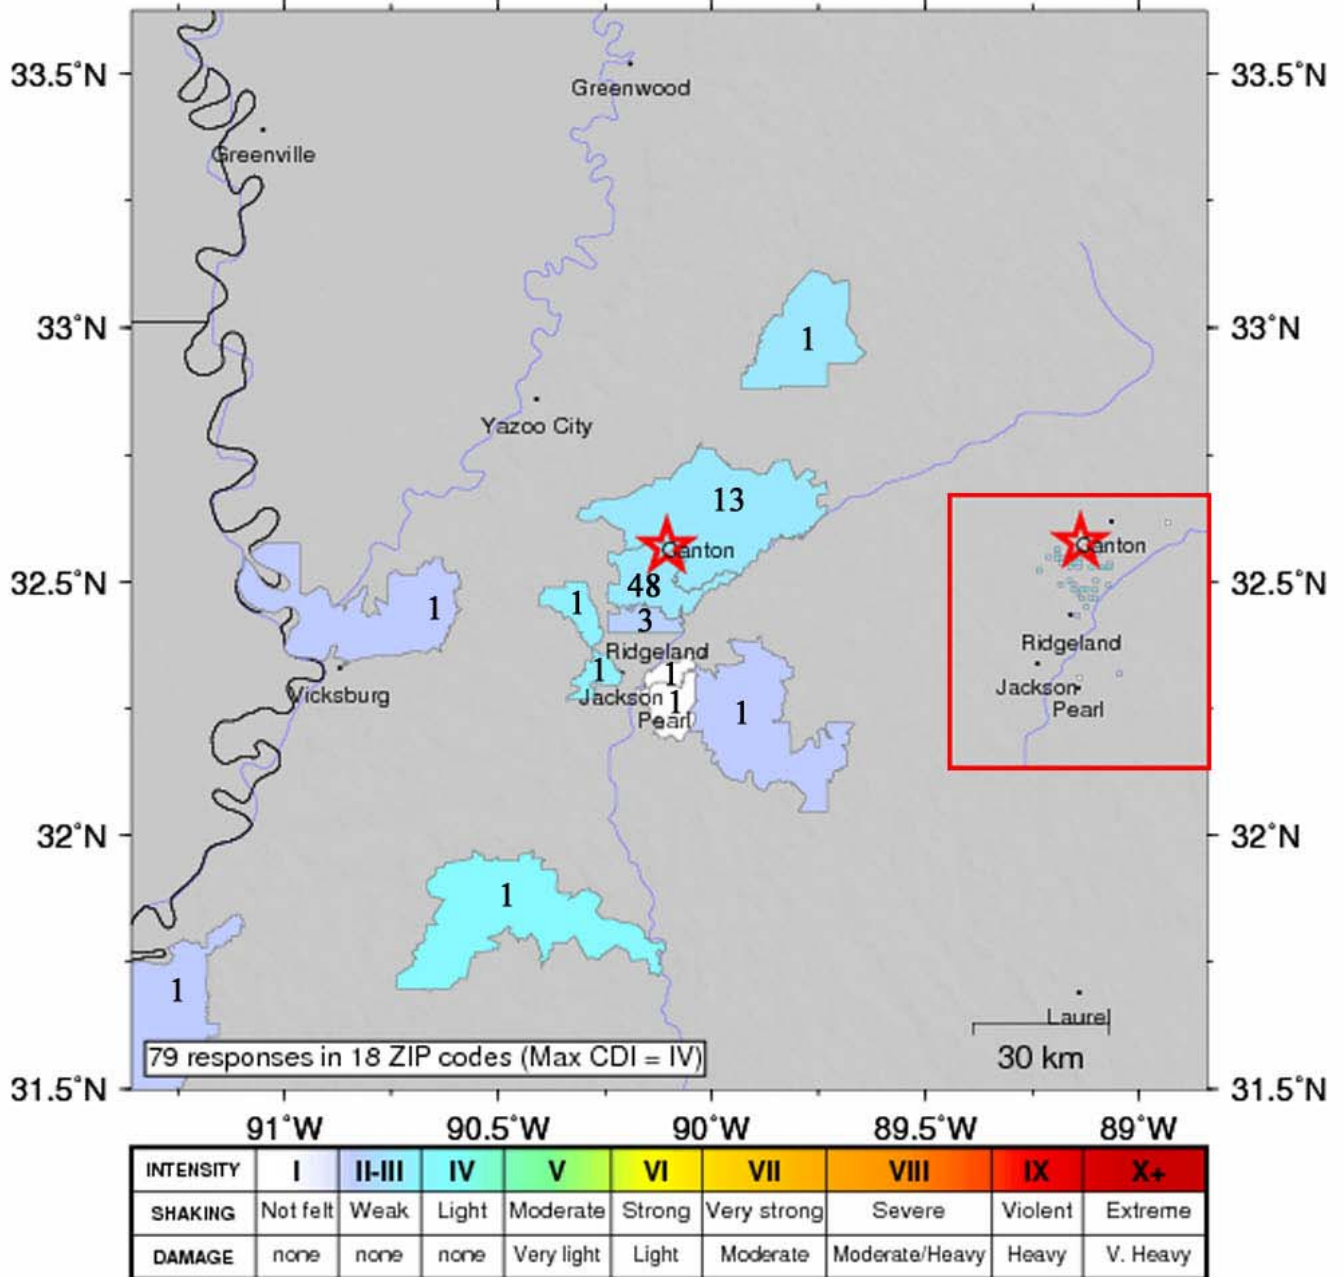 33.5°N
33.5°N
Greenwood
Greenville
33°N
33°N
1
Yazoo City
13
Canton
Canton
32.5°N
32.5°N
48
1
1
3
Ridgeland
Ridgeland
1
1
Jackson
Jackson
Vicksburg
1
1
Pearl
Pearl
32°N
32°N
1
1
Laurel
30 km
79 responses in 18 ZIP codes (Max CDI = IV)
31.5°N
31.5°N
91°W
90.5°W
90°W
89.5°W
89°W
INTENSITY I II-III IV V VI VII VIII IX X+
SHAKING Not felt Weak Light Moderate Strong Very strong Severe Violent Extreme
DAMAGE none none none Very light Light Moderate Moderate/Heavy Heavy V. Heavy